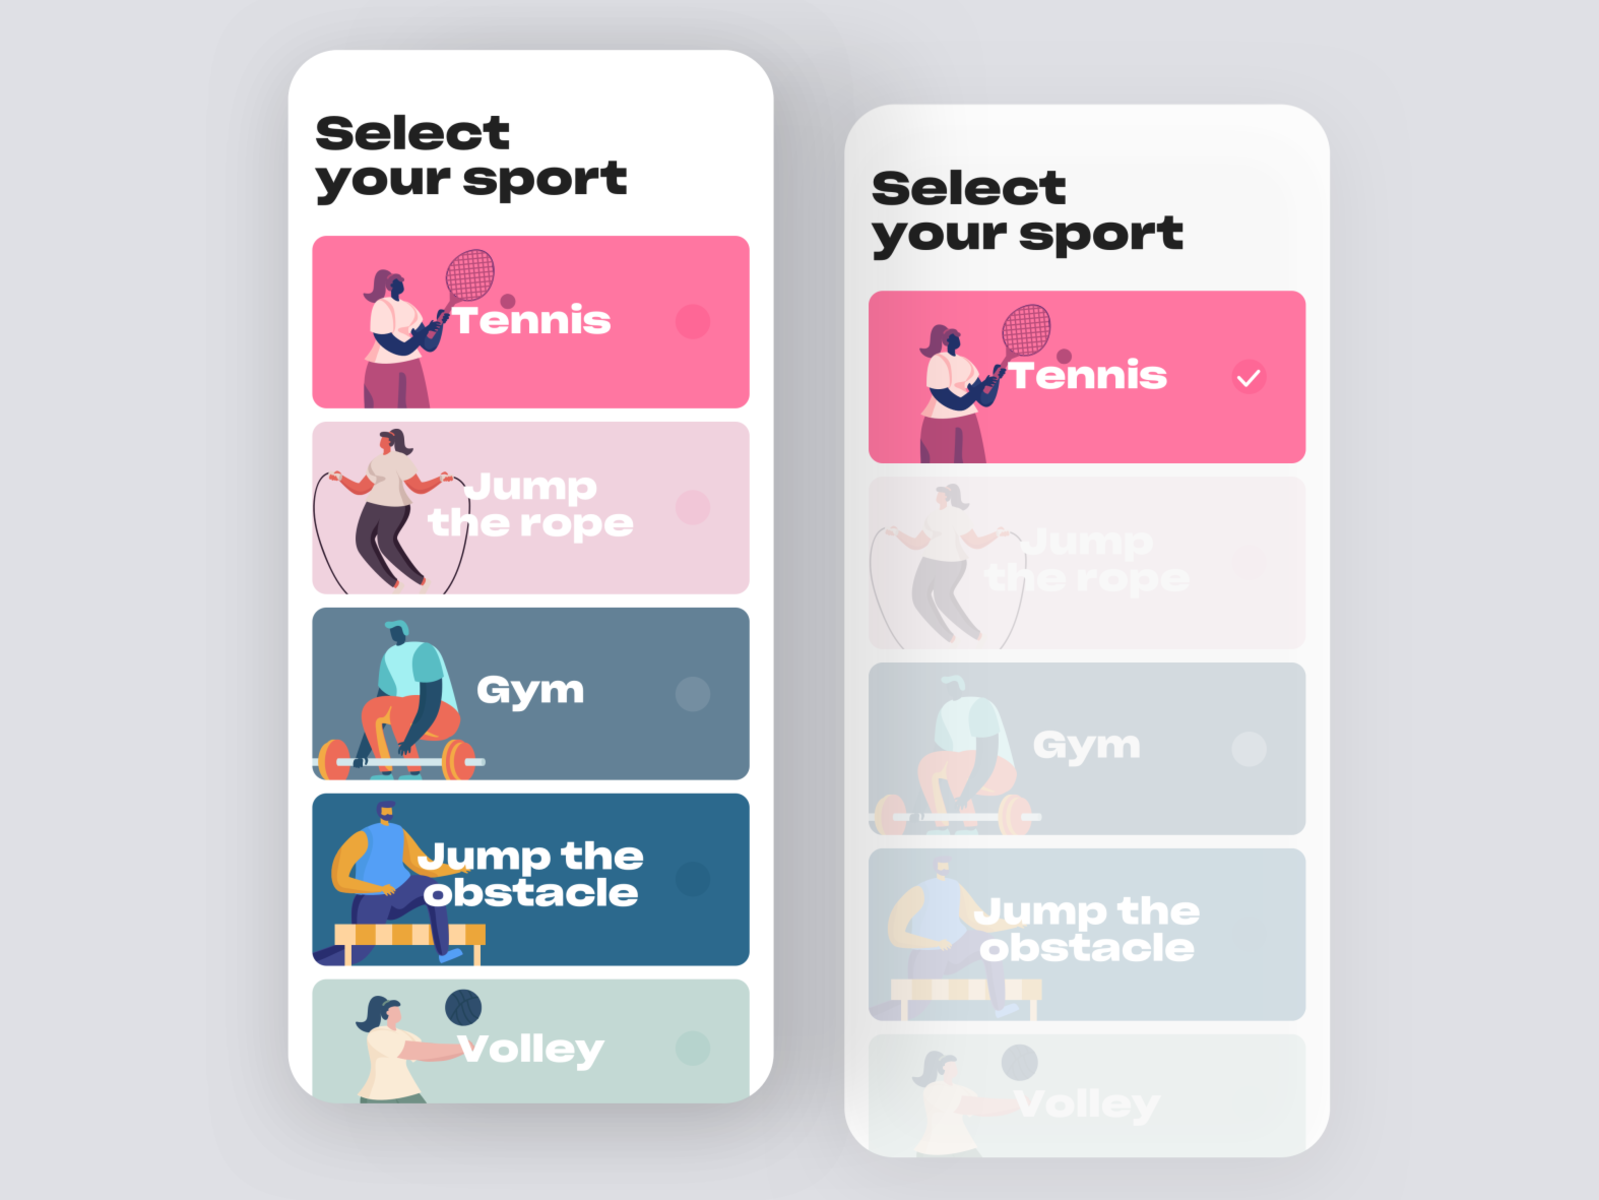 Select
your sport
Tennis
Jump
the rope
Gym
Jump the
obstacle
Volley
Select
your sport
Tennis
Jump
the rope
Gym
Jump the
obstacle
Volley